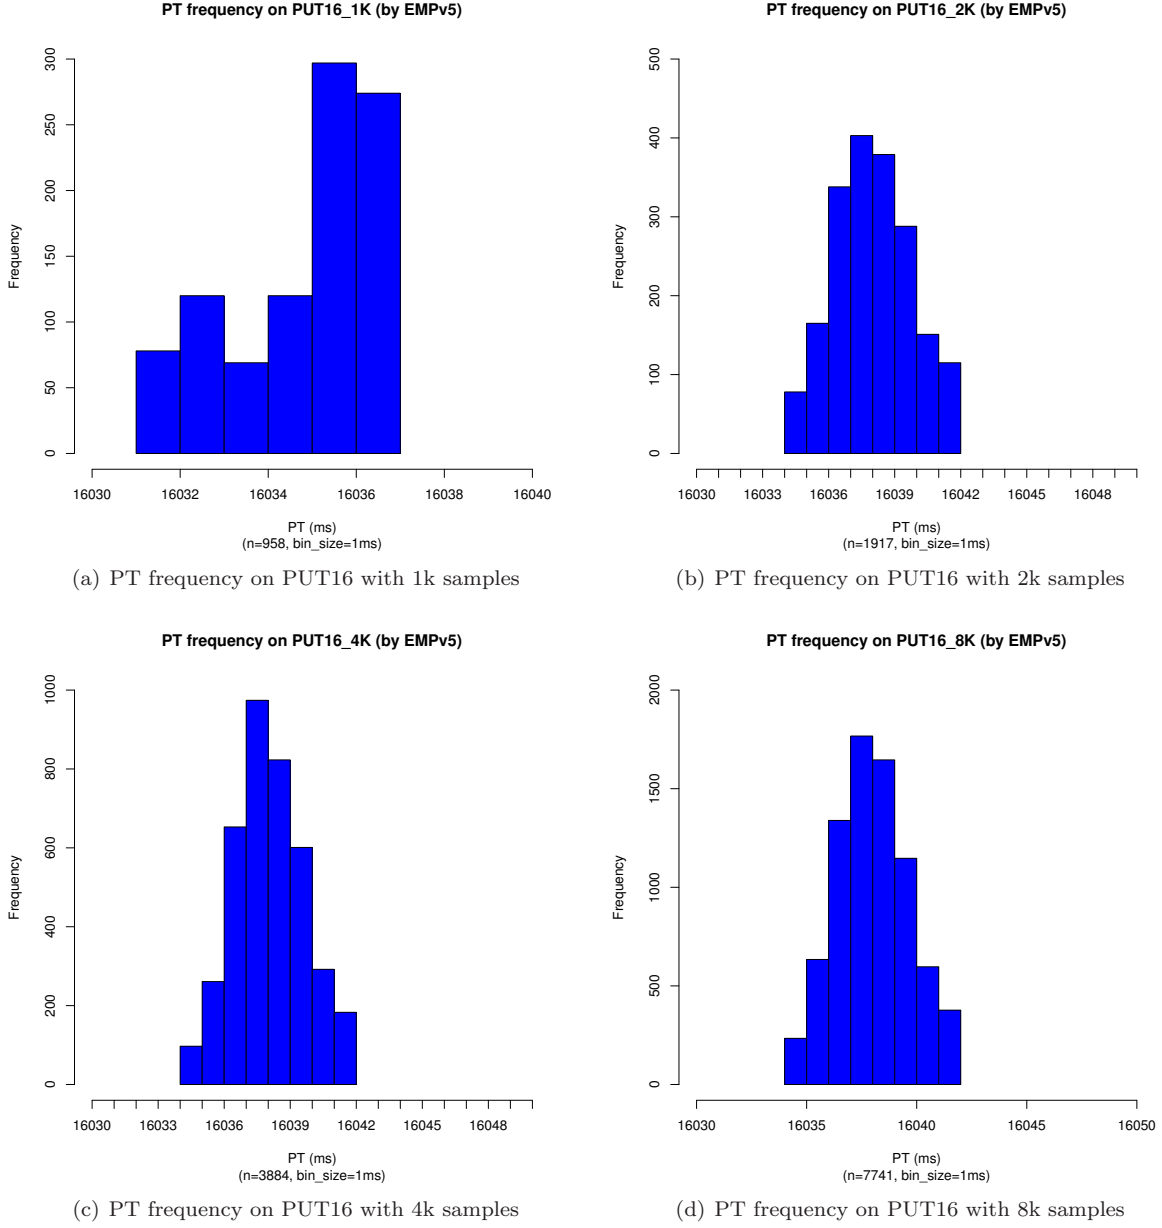 PT frequency on PUT16_1K (by EMPv5)
Frequency
0
50
100
150
200
250
300
16030
16032
16034
16036
16038
16040
PT (ms)
(n=958, bin_size=1ms)
(a) PT frequency on PUT16 with 1k samples
PT frequency on PUT16_2K (by EMPv5)
Frequency
0
100
200
300
400
500
16030
16033
16036
16039
16042
16045
16048
PT (ms)
(n=1917, bin_size=1ms)
(b) PT frequency on PUT16 with 2k samples
PT frequency on PUT16_4K (by EMPv5)
Frequency
0
200
400
600
800
1000
16030
16033
16036
16039
16042
16045
16048
PT (ms)
(n=3884, bin_size=1ms)
(c) PT frequency on PUT16 with 4k samples
PT frequency on PUT16_8K (by EMPv5)
Frequency
0
500
1000
1500
2000
16030
16035
16040
16045
16050
PT (ms)
(n=7741, bin_size=1ms)
(d) PT frequency on PUT16 with 8k samples